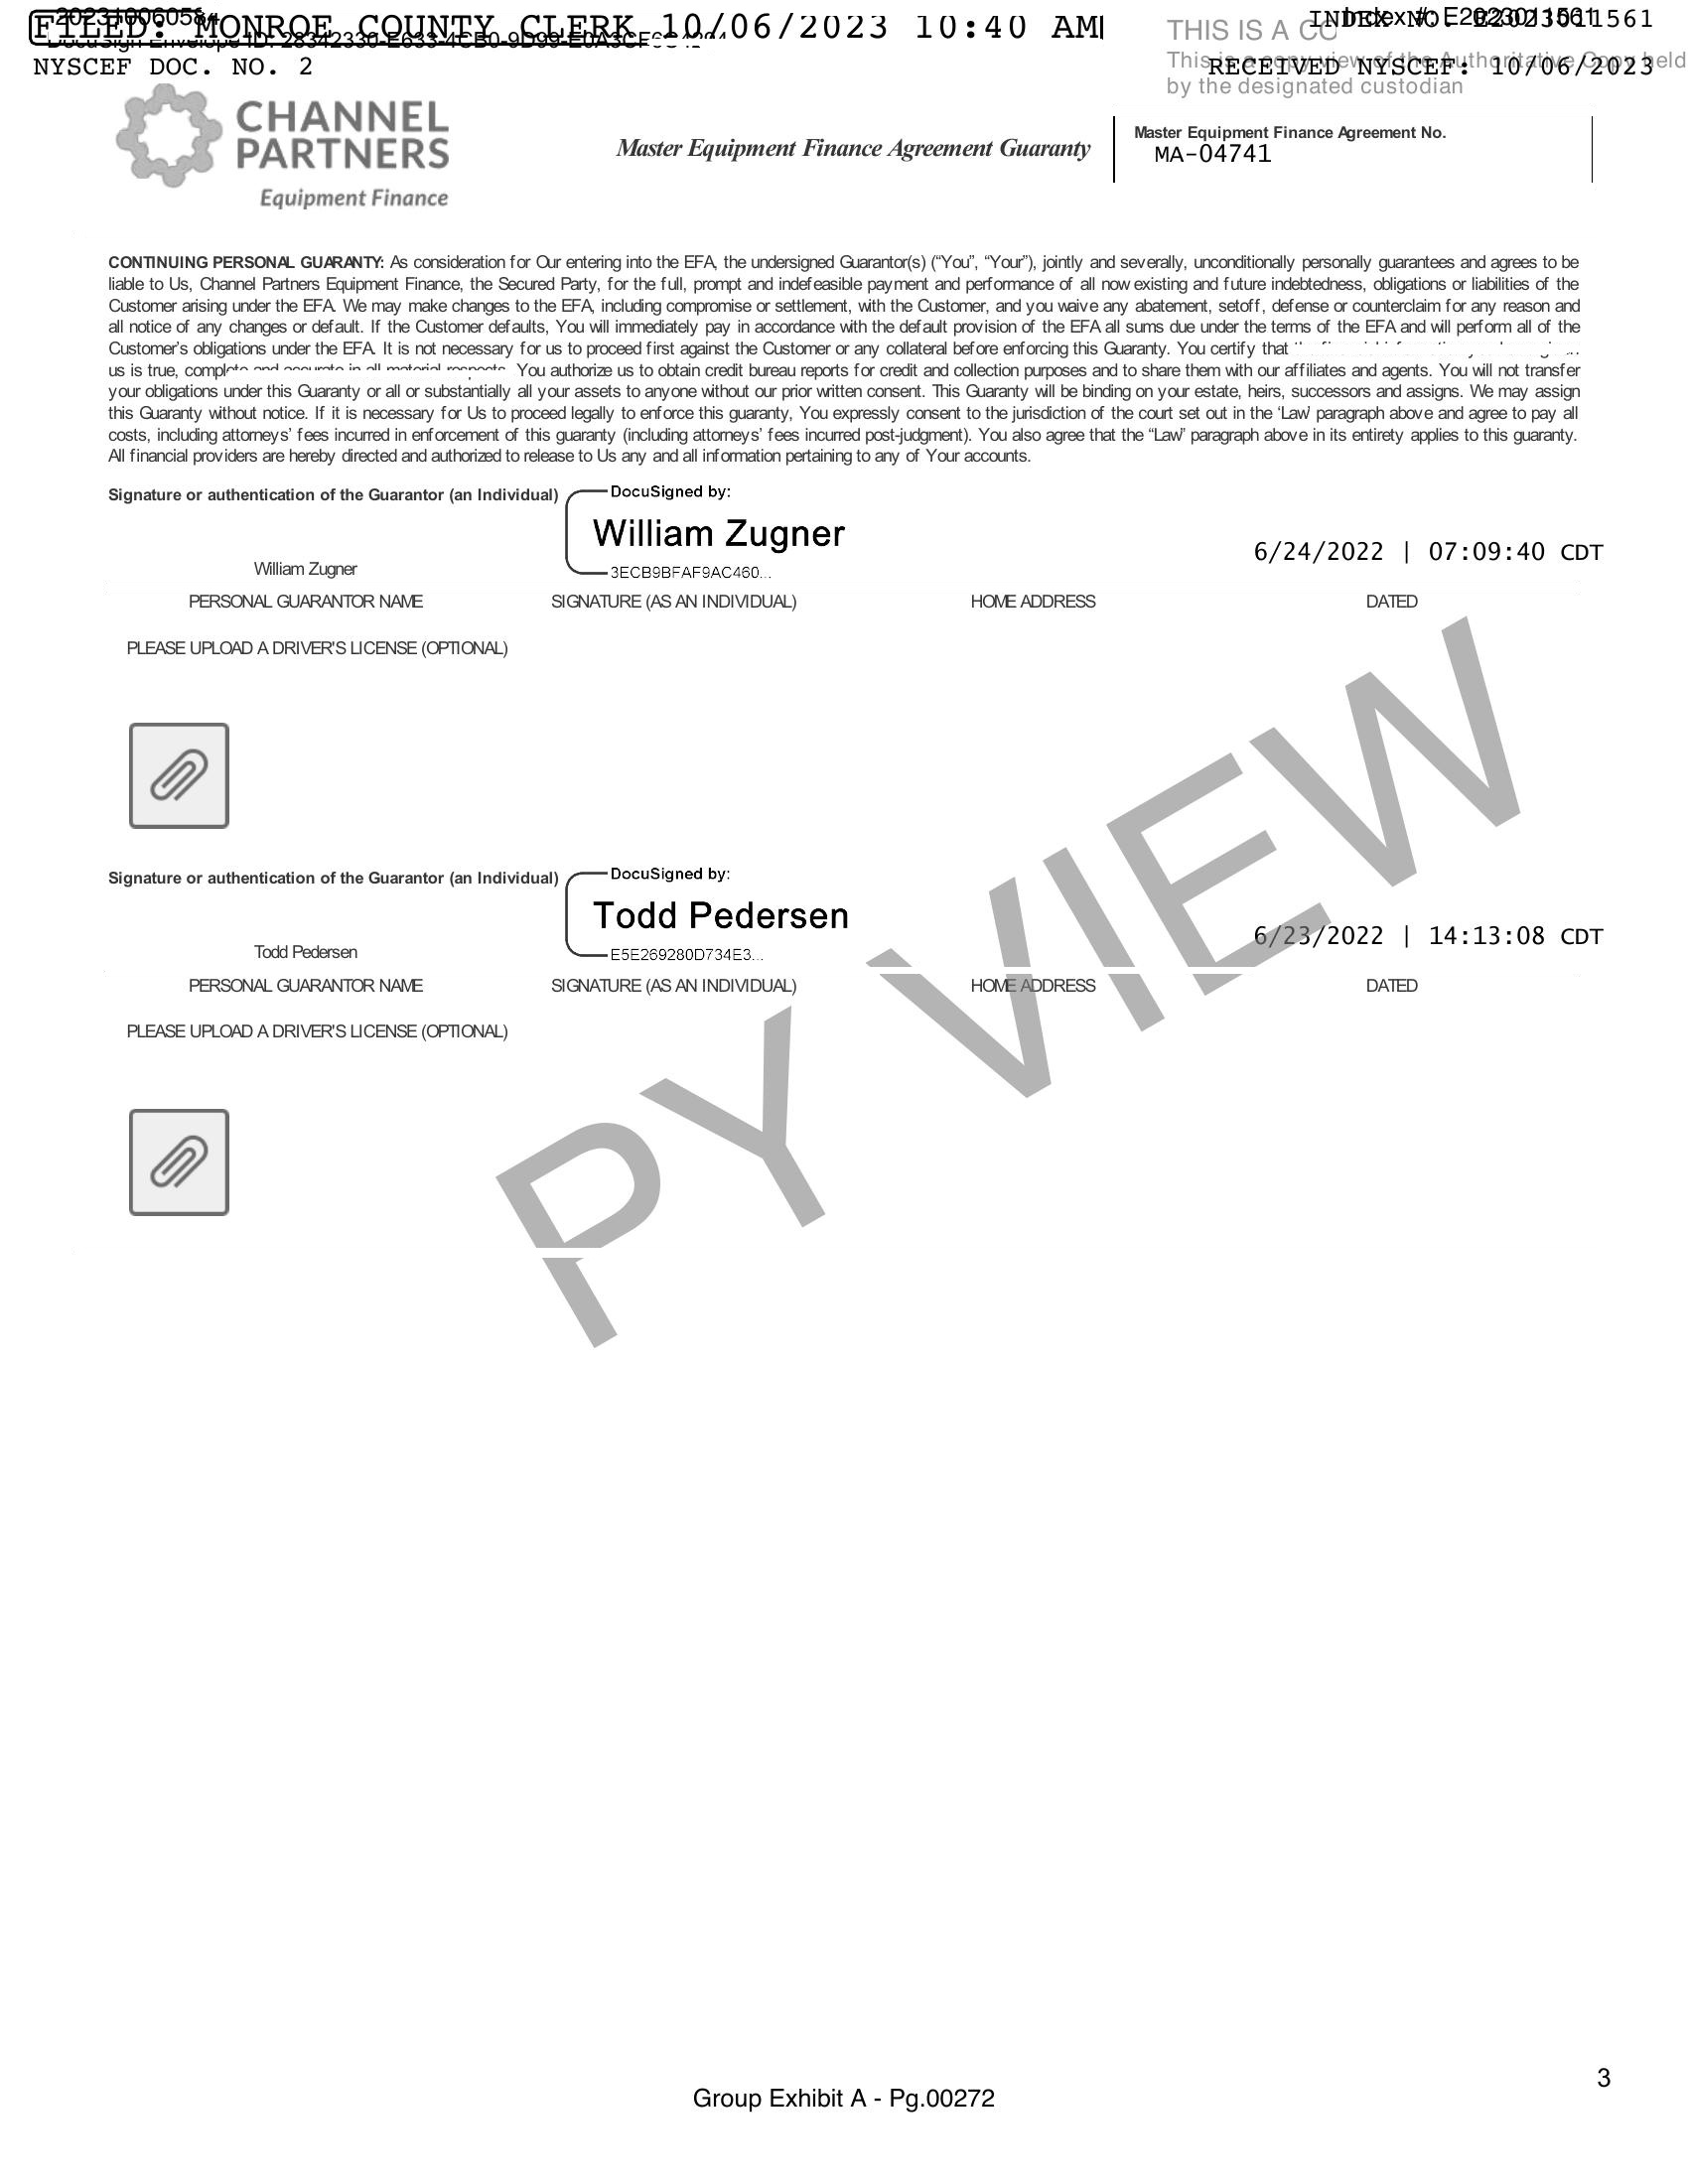 202310060584
FILED: MONROE COUNTY CLERK 10/06/2023 10:40 AM
INDEX NO. E2023011561
Index #: E2023011561
DocuSign Envelope ID: 28342330-E633-4CB0-9D99-E0A3CF
THIS IS A CO
NYSCEF DOC. NO. 2
This is a copy view of the Authoritative Copy held
RECEIVED NYSCEF: 10/06/2023
by the designated custodian
CHANNEL
PARTNERS
Equipment Finance
Master Equipment Finance Agreement Guaranty
Master Equipment Finance Agreement No.
MA-04741
CONTINUING PERSONAL GUARANTY: As consideration for Our entering into the EFA, the undersigned Guarantor(s) (“You”, “Your”), jointly and severally, unconditionally personally guarantees and agrees to be
liable to Us, Channel Partners Equipment Finance, the Secured Party, for the full, prompt and indefeasible payment and performance of all now existing and future indebtedness, obligations or liabilities of the
Customer arising under the EFA. We may make changes to the EFA, including compromise or settlement, with the Customer, and you waive any abatement, setoff, defense or counterclaim for any reason and
all notice of any changes or default. If the Customer defaults, You will immediately pay in accordance with the default provision of the EFA all sums due under the terms of the EFA and will perform all of the
Customer’s obligations under the EFA. It is not necessary for us to proceed first against the Customer or any collateral before enforcing this Guaranty. You certify that
us is true, complete and accurate in all material respects. You authorize us to obtain credit bureau reports for credit and collection purposes and to share them with our affiliates and agents. You will not transfer
your obligations under this Guaranty or all or substantially all your assets to anyone without our prior written consent. This Guaranty will be binding on your estate, heirs, successors and assigns. We may assign
this Guaranty without notice. If it is necessary for Us to proceed legally to enforce this guaranty, You expressly consent to the jurisdiction of the court set out in the ‘Law’ paragraph above and agree to pay all
costs, including attorneys’ fees incurred in enforcement of this guaranty (including attorneys’ fees incurred post-judgment). You also agree that the “Law” paragraph above in its entirety applies to this guaranty.
All financial providers are hereby directed and authorized to release to Us any and all information pertaining to any of Your accounts.
Signature or authentication of the Guarantor (an Individual)
DocuSigned by:
William Zugner
3ECB9BFAF9AC460...
6/24/2022 | 07:09:40 CDT
William Zugner
PERSONAL GUARANTOR NAME SIGNATURE (AS AN INDIVIDUAL) HOME ADDRESS DATED
PLEASE UPLOAD A DRIVER'S LICENSE (OPTIONAL)
Signature or authentication of the Guarantor (an Individual)
DocuSigned by:
Todd Pedersen
E5E269280D734E3...
6/23/2022 | 14:13:08 CDT
Todd Pedersen
PERSONAL GUARANTOR NAME SIGNATURE (AS AN INDIVIDUAL) HOME ADDRESS DATED
PLEASE UPLOAD A DRIVER'S LICENSE (OPTIONAL)
PY VIEW
3
Group Exhibit A - Pg.00272